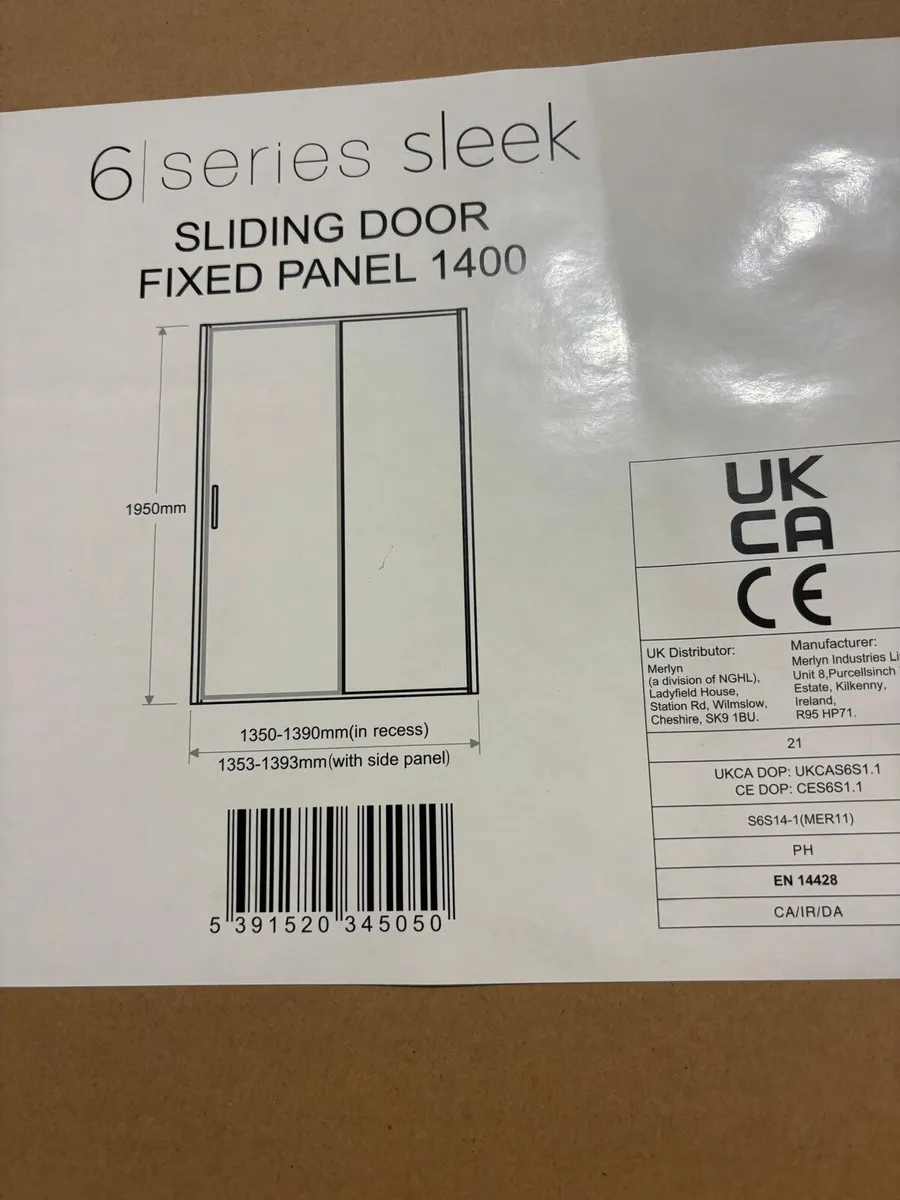 6|series sleek
SLIDING DOOR
FIXED PANEL 1400
1950mm
1350-1390mm(in recess)
1353-1393mm(with side panel)
5 391520 345050
UK
CA
CE
UK Distributor:
Merlyn
(a division of NGHL),
Ladyfield House,
Station Rd, Wilmslow,
Cheshire, SK9 1BU.
Manufacturer:
Merlyn Industries Li
Unit 8,Purcellsinch
Estate, Kilkenny,
Ireland,
R95 HP71.
21
UKCA DOP: UKCAS6S1.1
CE DOP: CES6S1.1
S6S14-1(MER11)
PH
EN 14428
CA/IR/DA